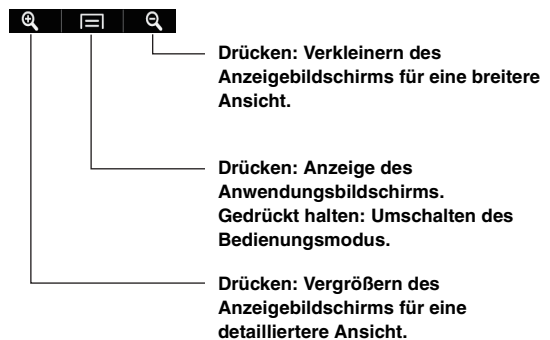 Drücken: Verkleinern des
Anzeigebildschirms für eine breitere
Ansicht.
Drücken: Anzeige des
Anwendungsbildschirms.
Gedrückt halten: Umschalten des
Bedienungsmodus.
Drücken: Vergrößern des
Anzeigebildschirms für eine
detailliertere Ansicht.